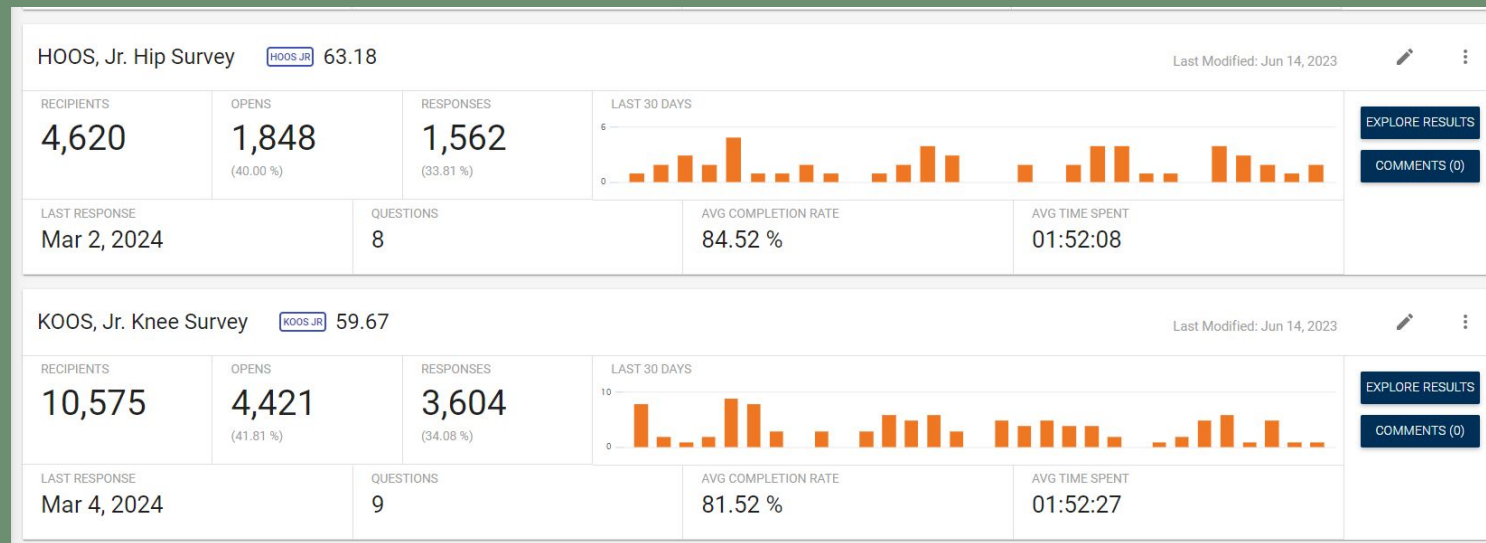 HOOS, Jr. Hip Survey HOOS JR 63.18 Last Modified: Jun 14, 2023
RECIPIENTS OPENS RESPONSES LAST 30 DAYS
4,620 1,848 1,562
(40.00 %) (33.81 %)
6
0
EXPLORE RESULTS
COMMENTS (0)
LAST RESPONSE QUESTIONS AVG COMPLETION RATE AVG TIME SPENT
Mar 2, 2024 8 84.52 % 01:52:08
KOOS, Jr. Knee Survey KOOS JR 59.67 Last Modified: Jun 14, 2023
RECIPIENTS OPENS RESPONSES LAST 30 DAYS
10,575 4,421 3,604
(41.81 %) (34.08 %)
10
0
EXPLORE RESULTS
COMMENTS (0)
LAST RESPONSE QUESTIONS AVG COMPLETION RATE AVG TIME SPENT
Mar 4, 2024 9 81.52 % 01:52:27